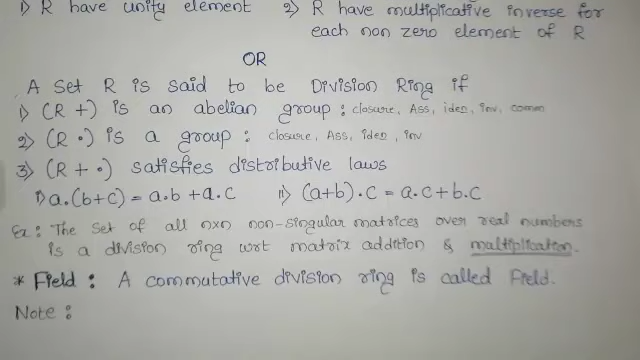 1) R have unity element 2) R have multiplicative inverse for
each non zero element of R
OR
A Set R is said to be Division Ring if
1) (R +) is an abelian group : closure, Ass, iden, inv, comm
2) (R •) is a group : closure, Ass, iden, inv
3) (R + •) satisfies distributive laws
i) a.(b+c) = a.b + a.c ii) (a+b).c = a.c + b.c
Ex : The set of all nxn non-singular matrices over real numbers
is a division ring wrt matrix addition & multiplication.
* Field : A commutative division ring is called Field.
Note :